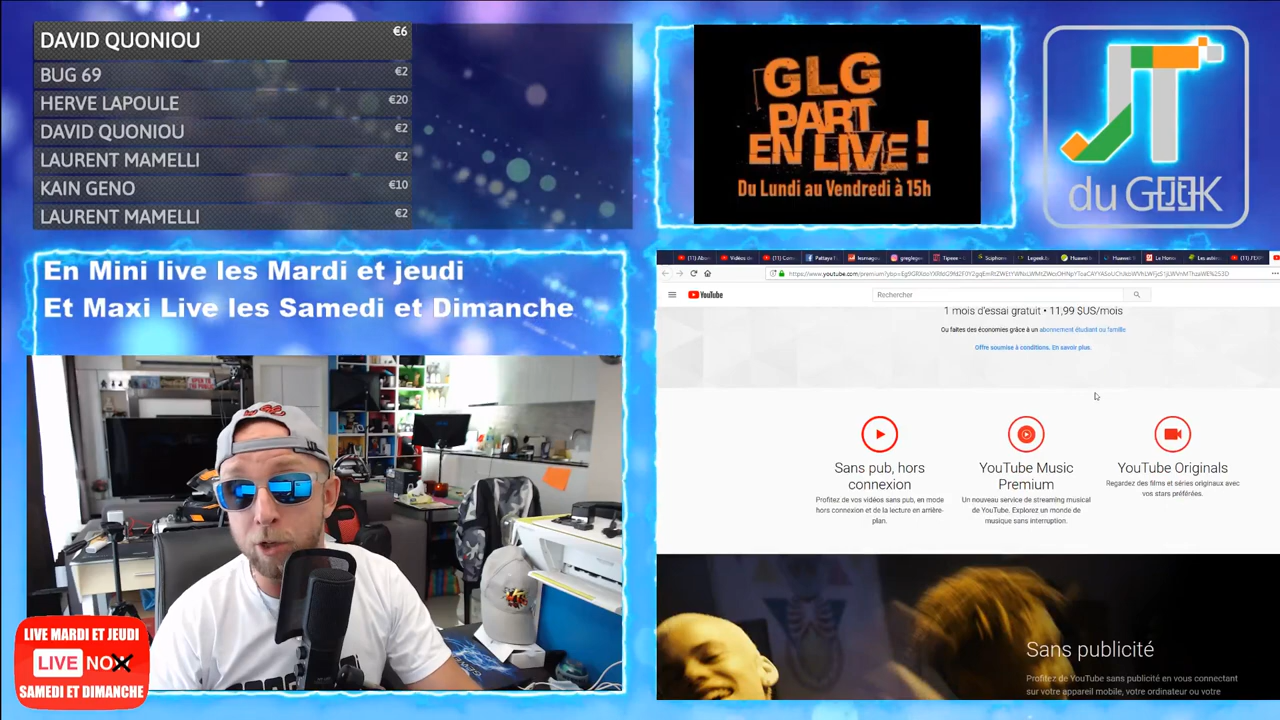 DAVID QUONIOU €6
BUG 69 €2
HERVE LAPOULE €20
DAVID QUONIOU €2
LAURENT MAMELLI €2
KAIN GENO €10
LAURENT MAMELLI €2
GLG
PART
EN LIVE !
Du Lundi au Vendredi à 15h
JT
du GEEK
En Mini live les Mardi et jeudi
Et Maxi Live les Samedi et Dimanche
LIVE MARDI ET JEUDI
LIVE NOX
SAMEDI ET DIMANCHE
YouTube
Rechercher
1 mois d'essai gratuit • 11,99 $US/mois
Ou faites des économies grâce à un abonnement étudiant ou famille
Offre soumise à conditions. En savoir plus.
Sans pub, hors
connexion
Profitez de vos vidéos sans pub, en mode
hors connexion et de la lecture en arrière-
plan.
YouTube Music
Premium
Un nouveau service de streaming musical
de YouTube. Explorez un monde de
musique sans interruption.
YouTube Originals
Regardez des films et séries originaux avec
vos stars préférées.
Sans publicité
Profitez de YouTube sans publicité en vous connectant
sur votre appareil mobile, votre ordinateur ou votre